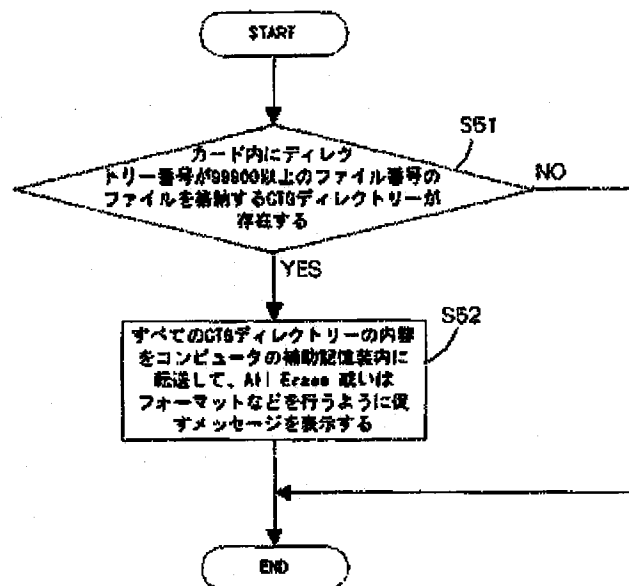 START
S51
カード内にディレク
トリー番号が99900以上のファイル番号の
ファイルを格納するCTGディレクトリーが
存在する
NO
YES
S52
すべてのCTGディレクトリーの内容
をコンピュータの補助記憶装内に
転送して、All Erase 或いは
フォーマットなどを行うように促
すメッセージを表示する
END